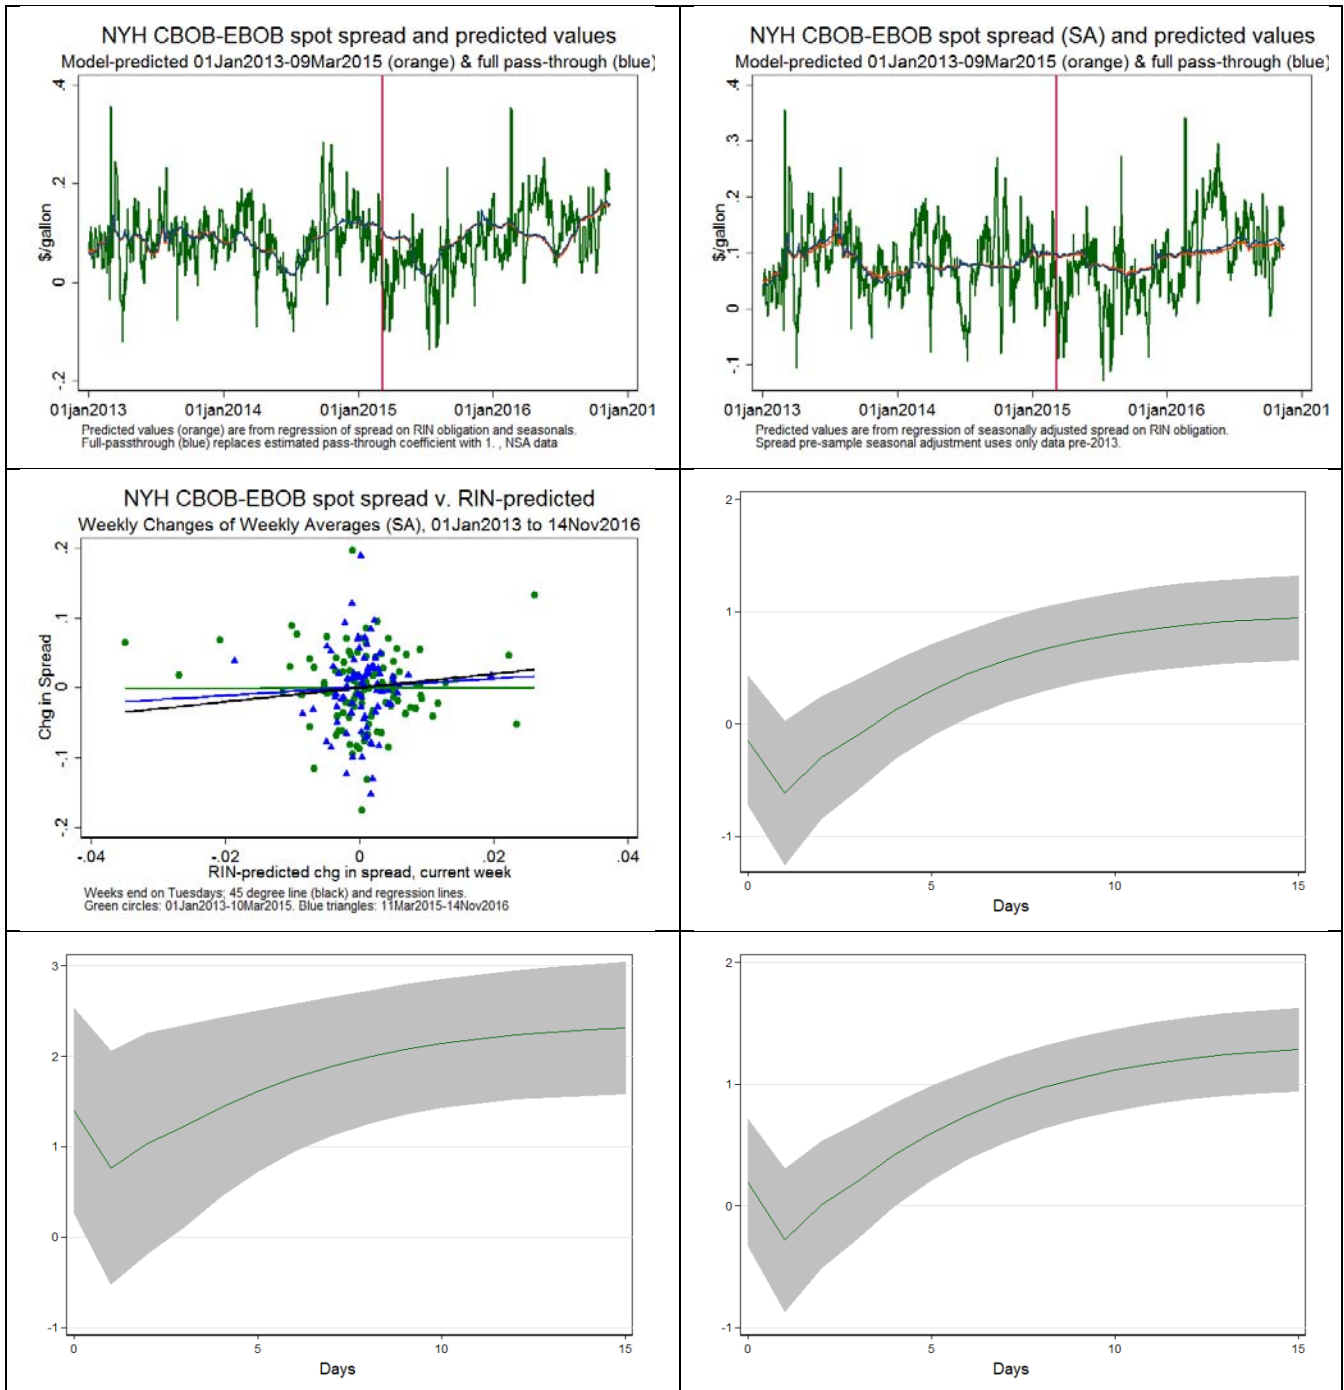 NYH CBOB-EBOB spot spread and predicted values
Model-predicted 01Jan2013-09Mar2015 (orange) & full pass-through (blue)
$/gallon
.4
.2
0
-.2
01jan2013
01jan2014
01jan2015
01jan2016
01jan201
Predicted values (orange) are from regression of spread on RIN obligation and seasonals.
Full-passthrough (blue) replaces estimated pass-through coefficient with 1. , NSA data
NYH CBOB-EBOB spot spread (SA) and predicted values
Model-predicted 01Jan2013-09Mar2015 (orange) & full pass-through (blue)
$/gallon
.4
.3
.2
.1
0
-.1
01jan2013
01jan2014
01jan2015
01jan2016
01jan201
Predicted values are from regression of seasonally adjusted spread on RIN obligation.
Spread pre-sample seasonal adjustment uses only data pre-2013.
NYH CBOB-EBOB spot spread v. RIN-predicted
Weekly Changes of Weekly Averages (SA), 01Jan2013 to 14Nov2016
Chg in Spread
.2
.1
0
-.1
-.2
-.04
-.02
0
.02
.04
RIN-predicted chg in spread, current week
Weeks end on Tuesdays; 45 degree line (black) and regression lines.
Green circles: 01Jan2013-10Mar2015. Blue triangles: 11Mar2015-14Nov2016
2
1
0
-1
0
5
10
15
Days
3
2
1
0
-1
0
5
10
15
Days
2
1
0
-1
0
5
10
15
Days